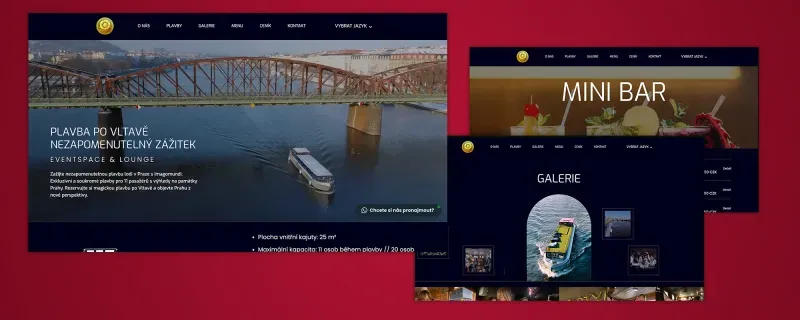 O NÁS PLAVBY GALERIE MENU CENÍK KONTAKT VYBRAT JAZYK
PLAVBA PO VLTAVĚ
NEZAPOMENUTELNÝ ZÁŽITEK
EVENTSPACE & LOUNGE
Zažijte nezapomenutelnou plavbu lodí v Praze s Imagomundi.
Exkluzivní a soukromé plavby pro 11 pasažérů s výhledy na památky
Prahy. Rezervujte si magickou plavbu po Vltavě a objevte Prahu z
nové perspektivy.
Chcete si nás pronajmout?
Plocha vnitřní kajuty: 25 m²
Maximální kapacita: 11 osob během plavby // 20 osob
O NÁS PLAVBY GALERIE MENU CENÍK KONTAKT VYBRAT JAZYK
MINI BAR
O NÁS PLAVBY GALERIE MENU CENÍK KONTAKT VYBRAT JAZYK
GALERIE